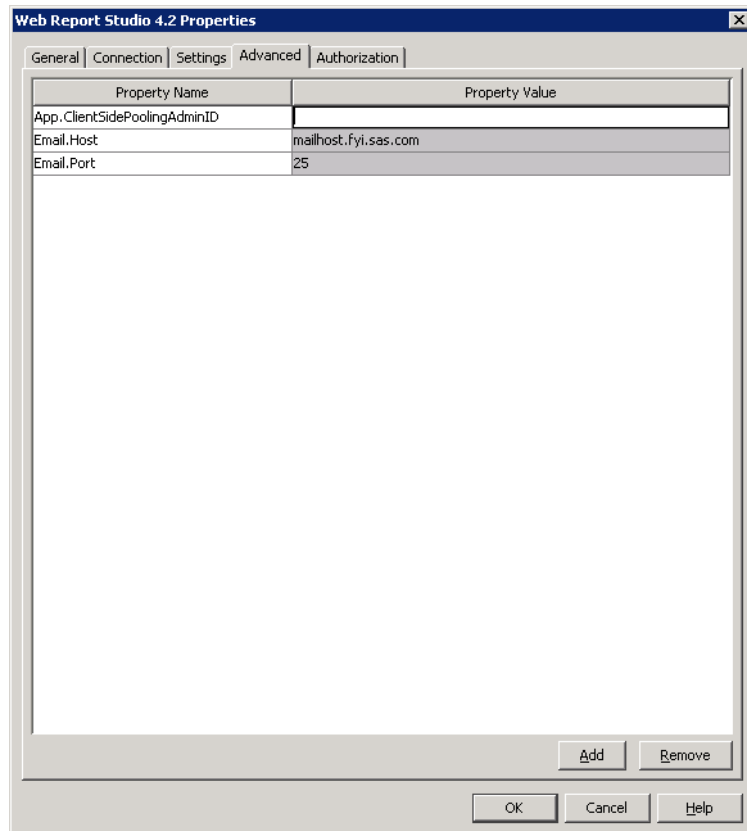 Web Report Studio 4.2 Properties
General Connection Settings Advanced Authorization
Property Name Property Value
App.ClientSidePoolingAdminID
Email.Host mailhost.fyi.sas.com
Email.Port 25
Add Remove
OK Cancel Help